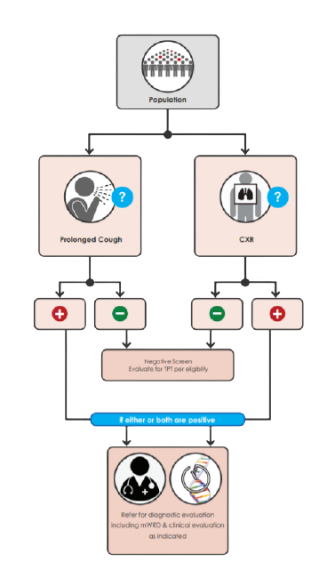 Population
?
?
Prolonged Cough
CXR
Negative Screen
Evaluate for TPT per eligibility
if either or both are positive
Refer for diagnostic evaluation
including mWRD & clinical evaluation
as indicated